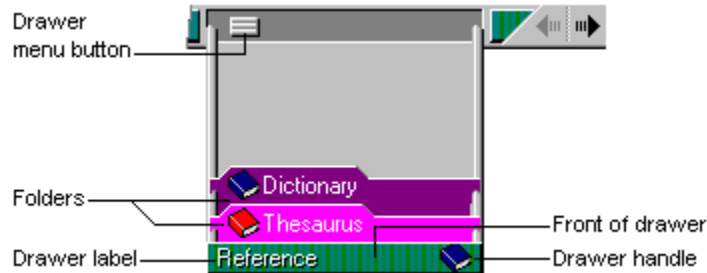 Drawer
menu button
Dictionary
Folders
Thesaurus
Front of drawer
Drawer label
Reference
Drawer handle